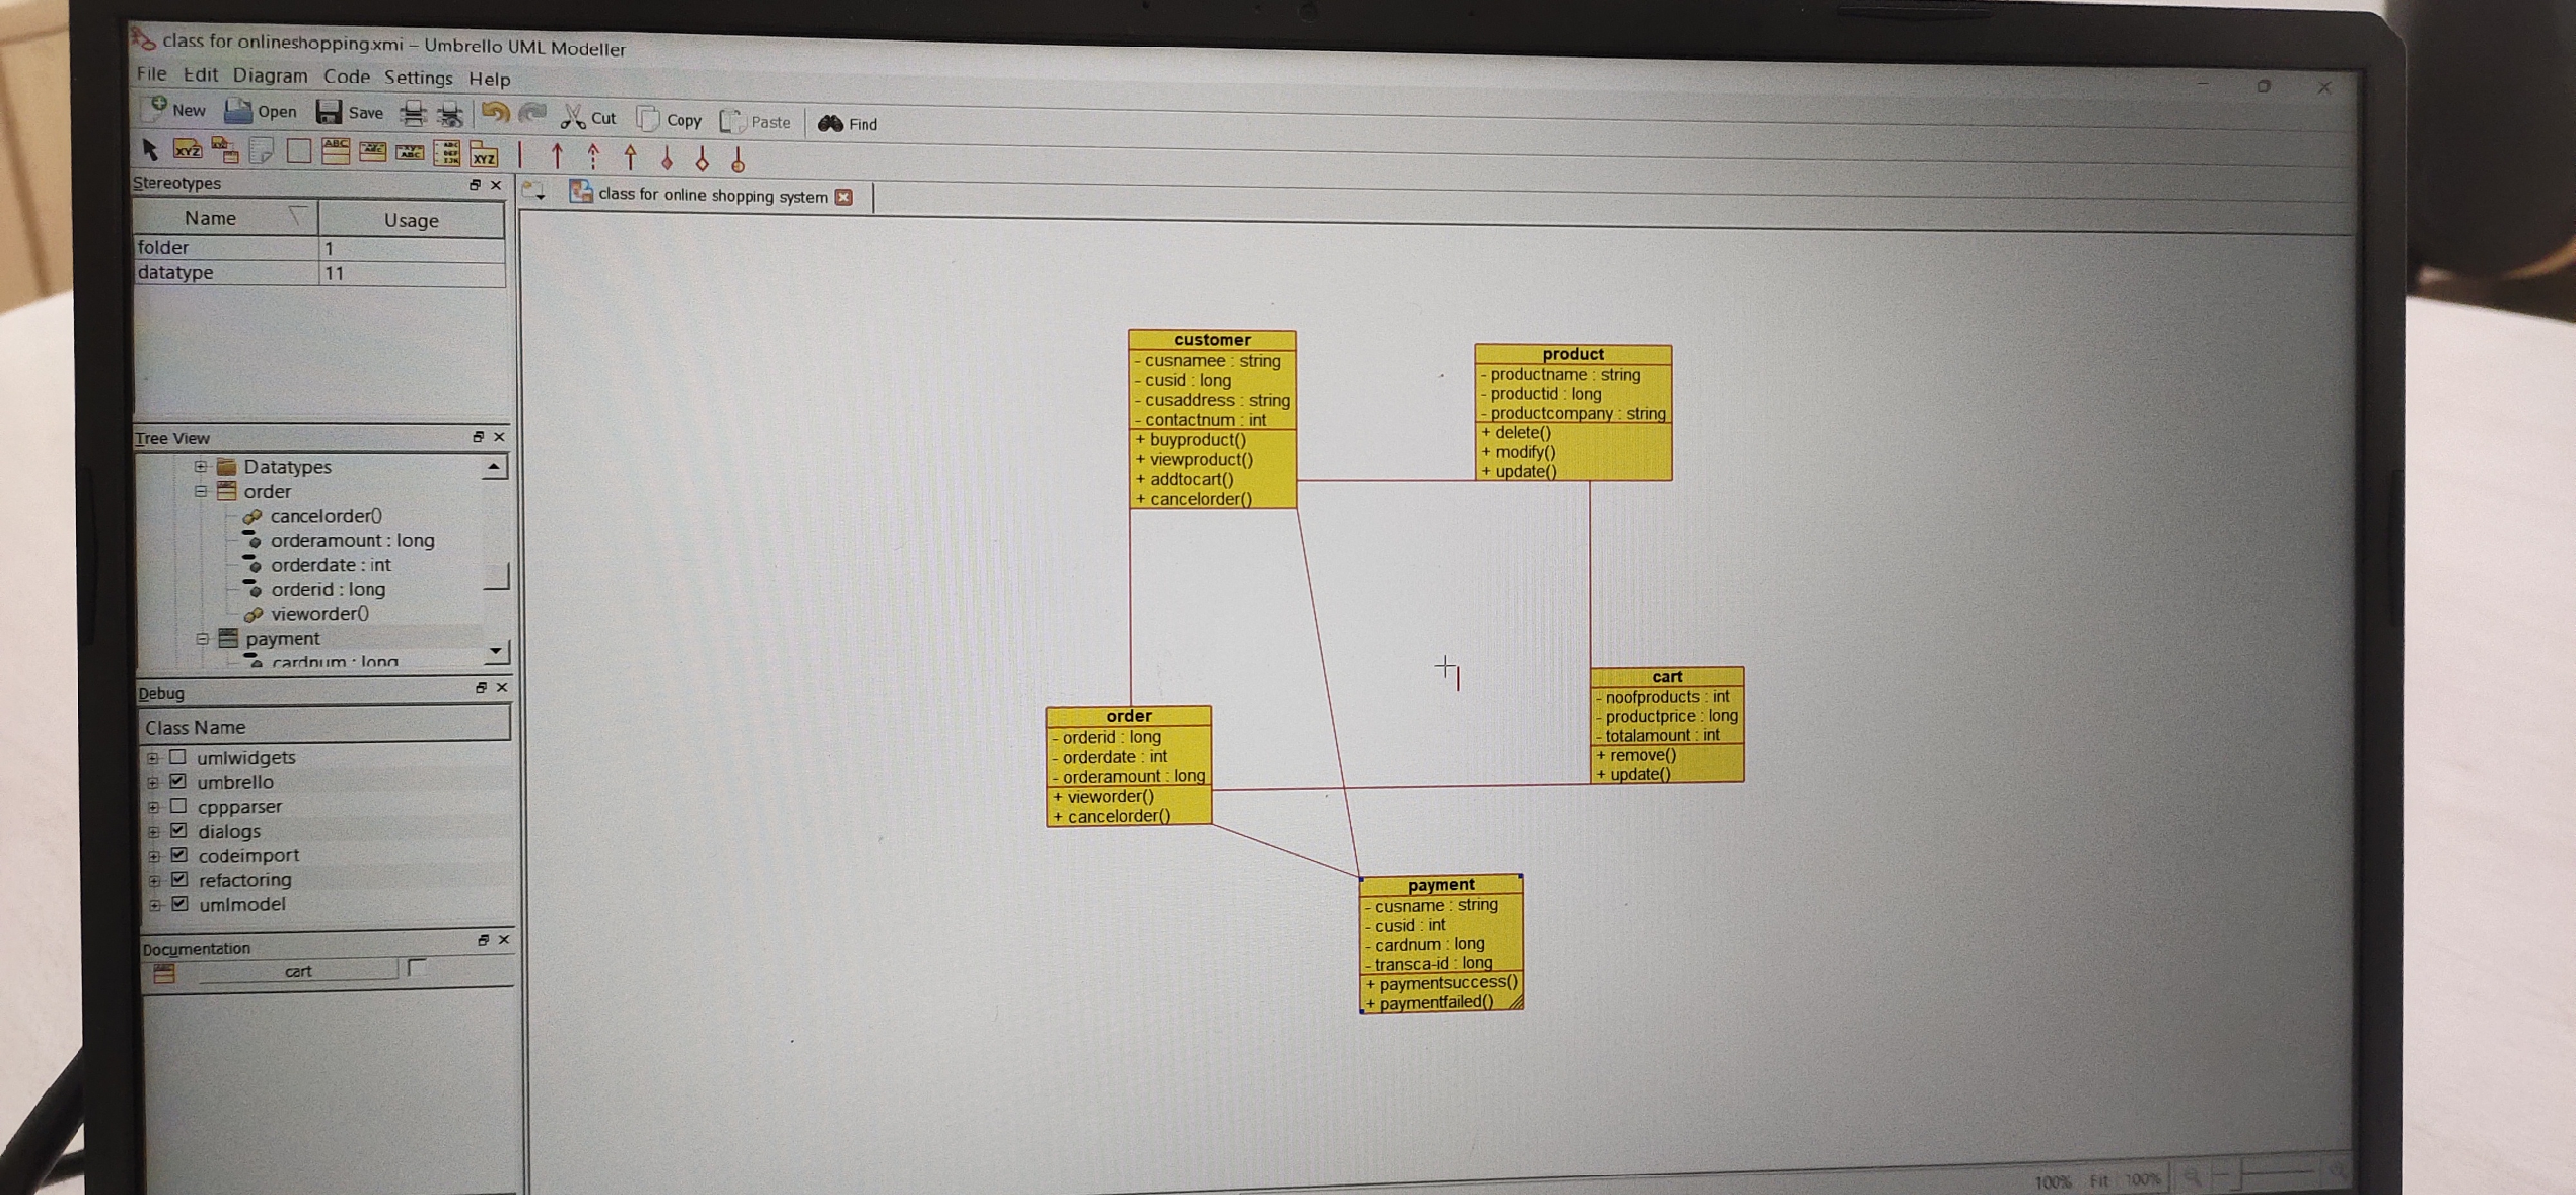 class for onlineshopping.xmi – Umbrello UML Modeller
File Edit Diagram Code Settings Help
New Open Save Cut Copy Paste Find
Stereotypes
Name Usage
folder 1
datatype 11
Tree View
Datatypes
order
cancelorder()
orderamount : long
orderdate : int
orderid : long
vieworder()
payment
cardnum : long
Debug
Class Name
umlwidgets
umbrello
cppparser
dialogs
codeimport
refactoring
umlmodel
Documentation
cart
class for online shopping system
customer
- cusnamee : string
- cusid : long
- cusaddress : string
- contactnum : int
+ buyproduct()
+ viewproduct()
+ addtocart()
+ cancelorder()
product
- productname : string
- productid : long
- productcompany : string
+ delete()
+ modify()
+ update()
order
- orderid : long
- orderdate : int
- orderamount : long
+ vieworder()
+ cancelorder()
cart
- noofproducts : int
- productprice : long
- totalamount : int
+ remove()
+ update()
payment
- cusname : string
- cusid : int
- cardnum : long
- transca-id : long
+ paymentsuccess()
+ paymentfailed()
100% Fit 100%